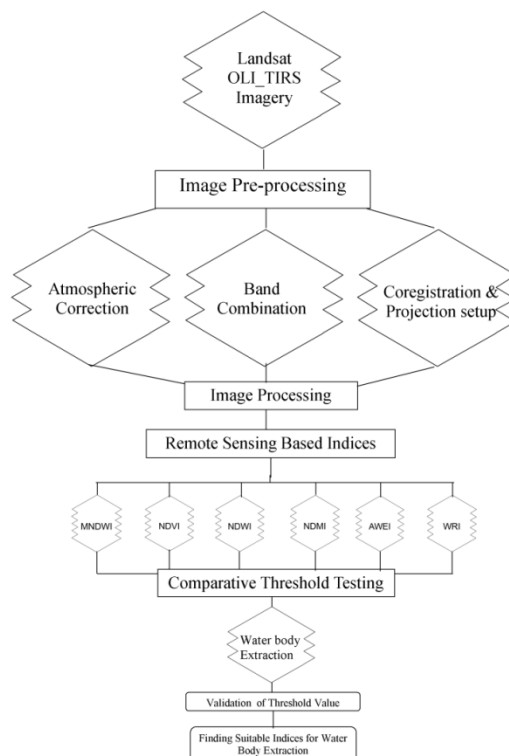 Landsat
OLI_TIRS
Imagery
Image Pre-processing
Atmospheric
Correction
Band
Combination
Coregistration &
Projection setup
Image Processing
Remote Sensing Based Indices
MNDWI
NDVI
NDWI
NDMI
AWEI
WRI
Comparative Threshold Testing
Water body
Extraction
Validation of Threshold Value
Finding Suitable Indices for Water
Body Extraction